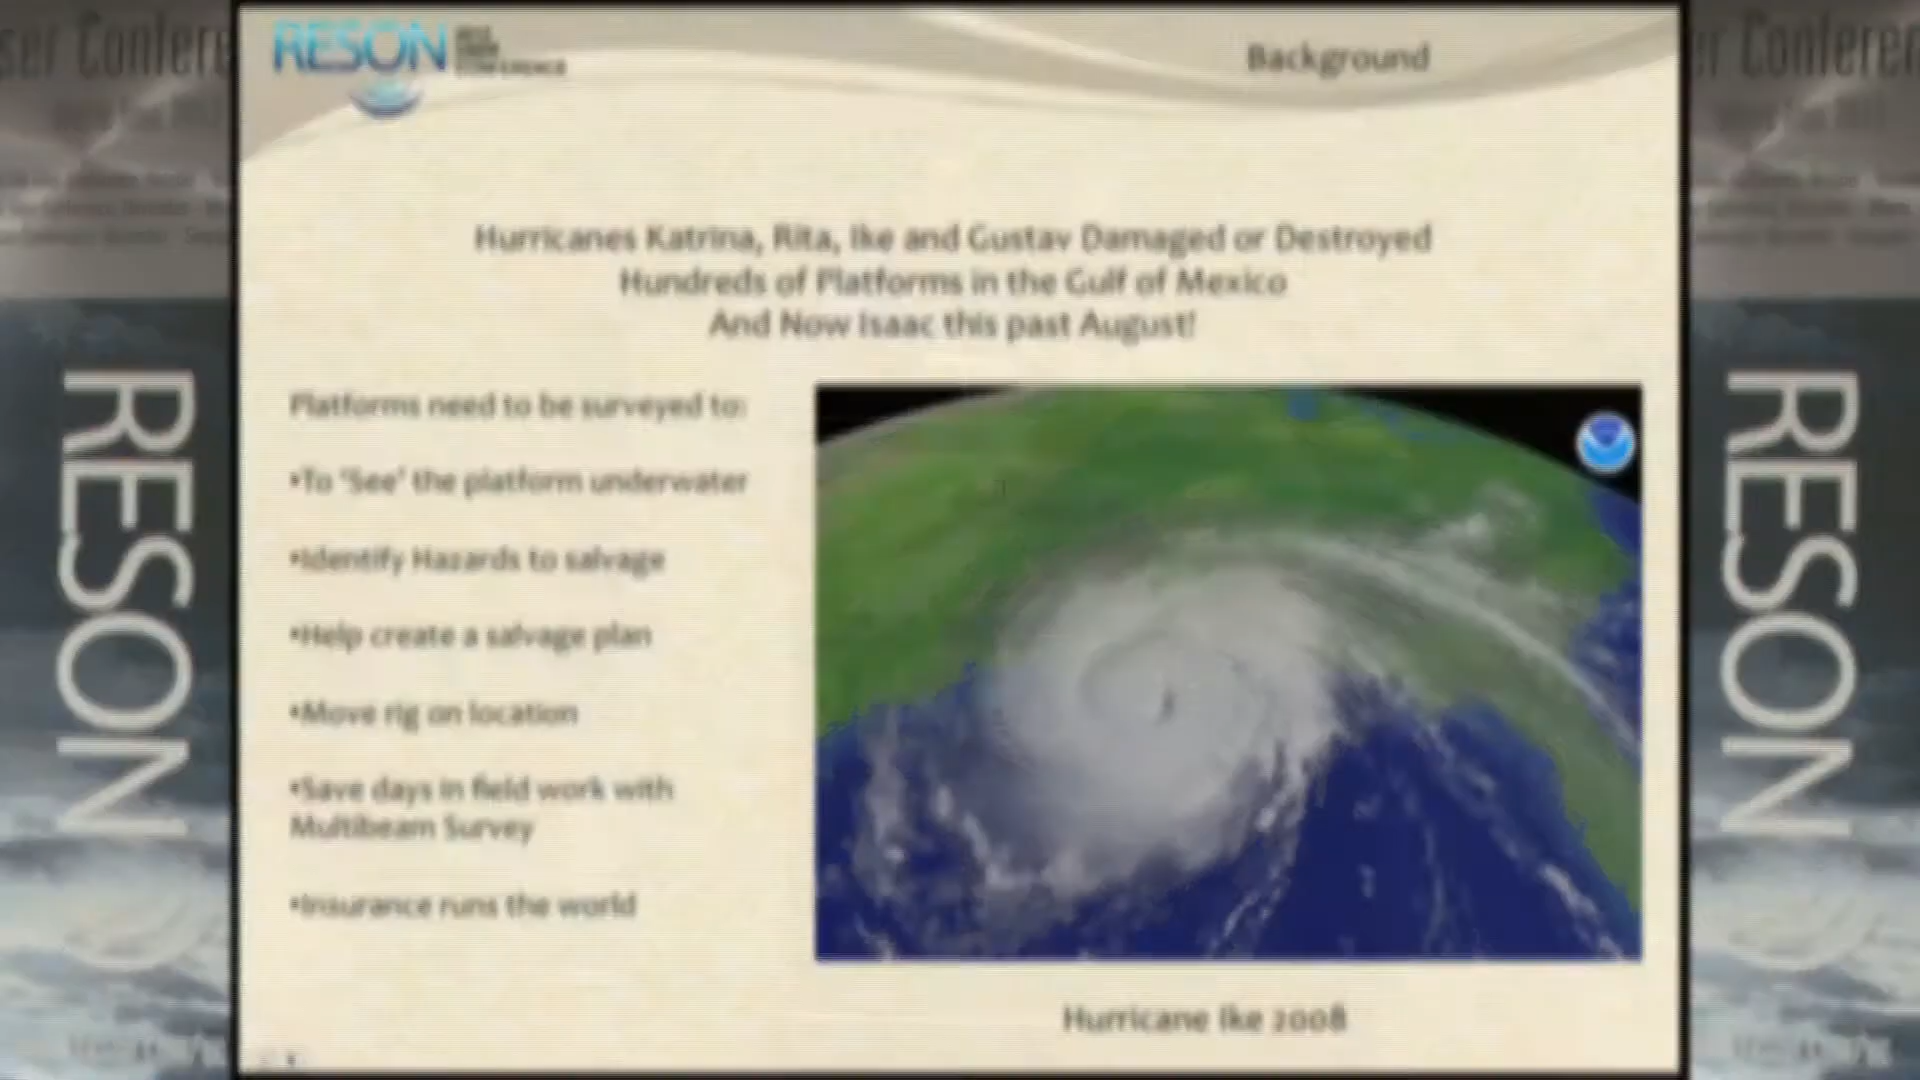 RESON
CONFERENCE
Background
Hurricanes Katrina, Rita, Ike and Gustav Damaged or Destroyed
Hundreds of Platforms in the Gulf of Mexico
And Now Isaac this past August!
Platforms need to be surveyed to:
•To 'See' the platform underwater
•Identify Hazards to salvage
•Help create a salvage plan
•Move rig on location
•Save days in field work with
Multibeam Survey
•Insurance runs the world
Hurricane Ike 2008
RESON
RESON